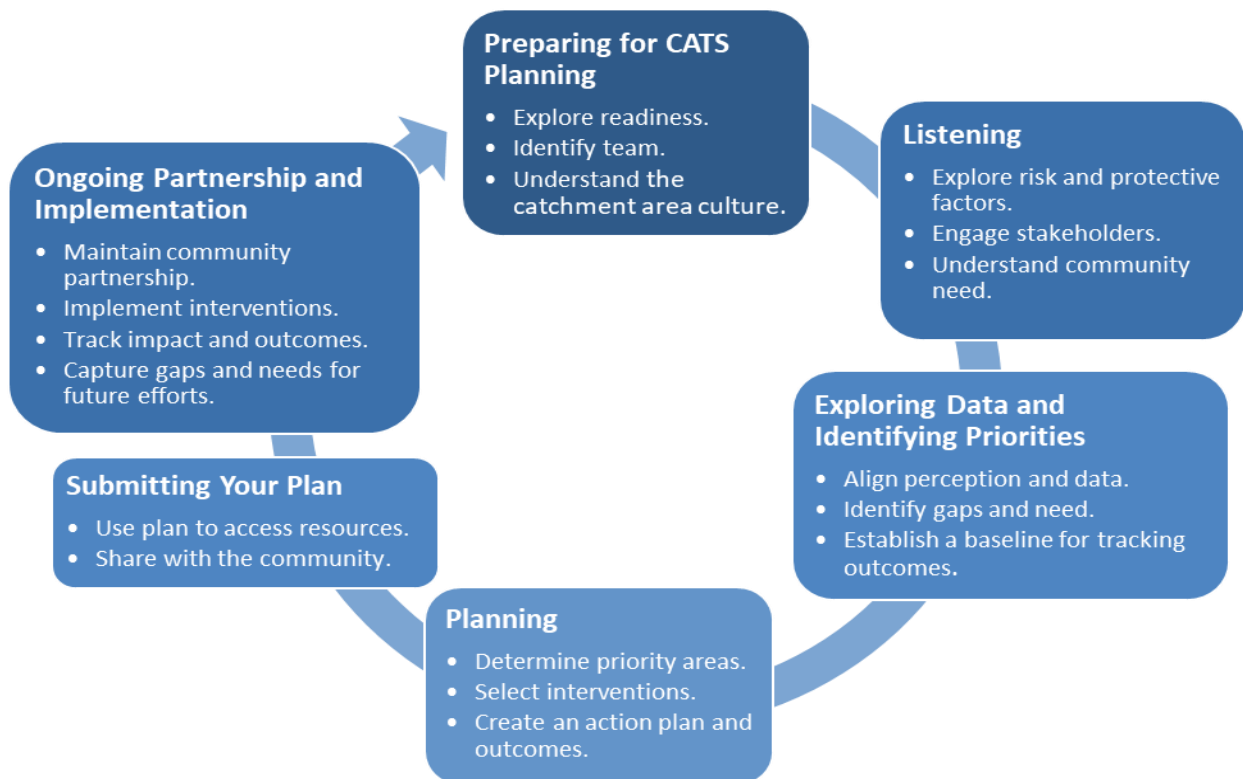 Preparing for CATS
Planning
• Explore readiness.
• Identify team.
• Understand the
catchment area culture.
Listening
• Explore risk and protective
factors.
• Engage stakeholders.
• Understand community
need.
Exploring Data and
Identifying Priorities
• Align perception and data.
• Identify gaps and need.
• Establish a baseline for tracking
outcomes.
Planning
• Determine priority areas.
• Select interventions.
• Create an action plan and
outcomes.
Submitting Your Plan
• Use plan to access resources.
• Share with the community.
Ongoing Partnership and
Implementation
• Maintain community
partnership.
• Implement interventions.
• Track impact and outcomes.
• Capture gaps and needs for
future efforts.